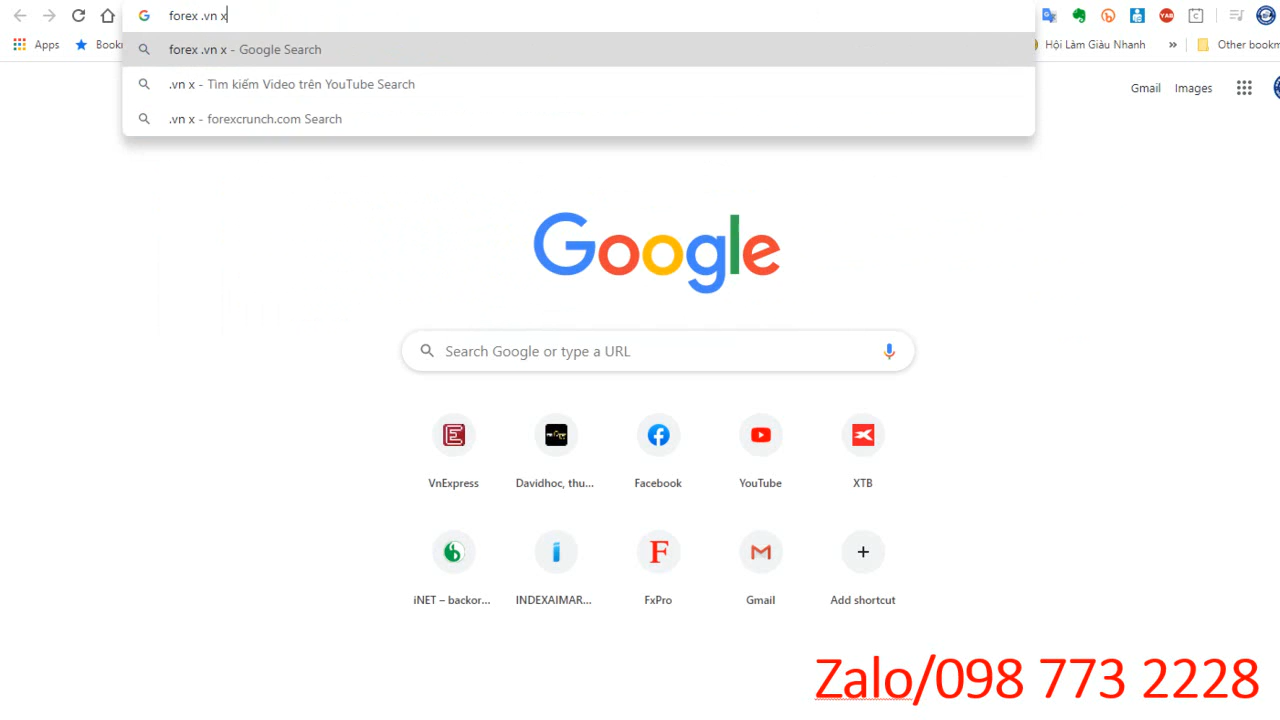 forex .vn x
forex .vn x - Google Search
.vn x - Tìm kiếm Video trên YouTube Search
.vn x - forexcrunch.com Search
Apps
Hội Làm Giàu Nhanh
»
Gmail
Images
Google
Search Google or type a URL
VnExpress
Davidhoc, thu...
Facebook
YouTube
XTB
iNET – backor...
INDEXAIMAR...
FxPro
Gmail
Add shortcut
Zalo/098 773 2228